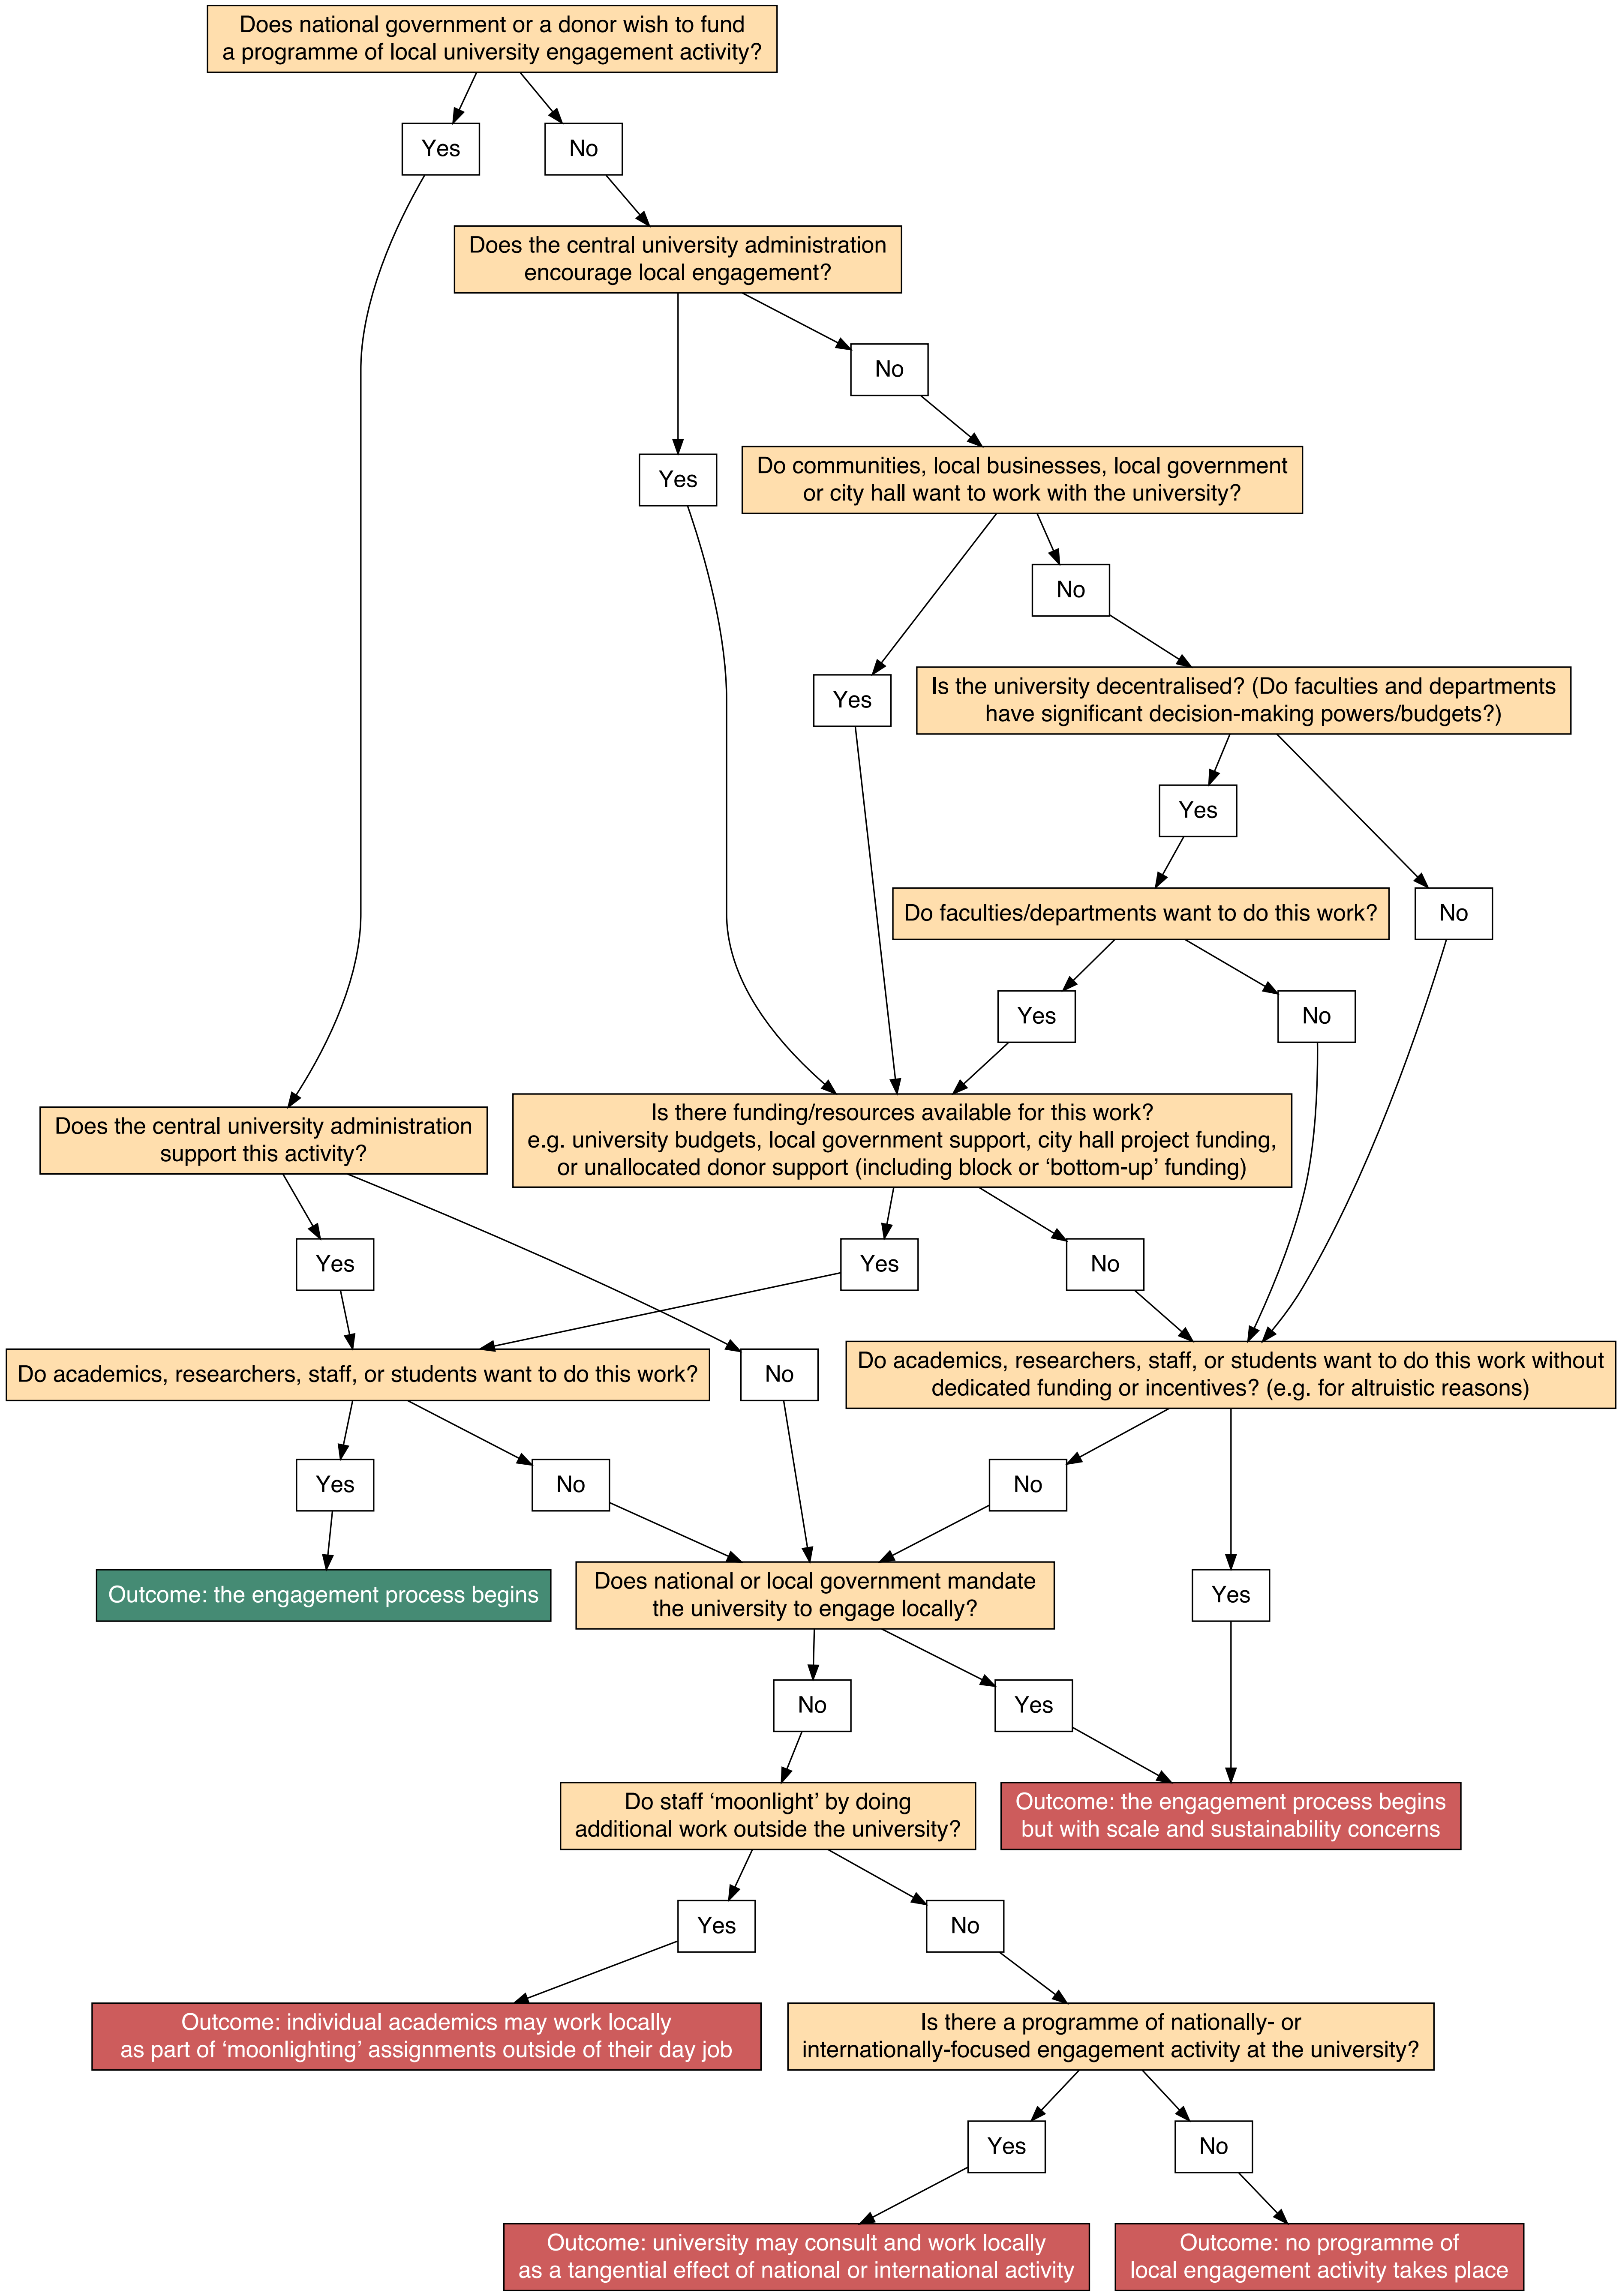 Does national government or a donor wish to fund
a programme of local university engagement activity?
Yes
No
Does the central university administration
encourage local engagement?
No
Yes
Do communities, local businesses, local government
or city hall want to work with the university?
No
Yes
Is the university decentralised? (Do faculties and departments
have significant decision-making powers/budgets?)
Yes
Do faculties/departments want to do this work?
No
Yes
No
Does the central university administration
support this activity?
Is there funding/resources available for this work?
e.g. university budgets, local government support, city hall project funding,
or unallocated donor support (including block or ‘bottom-up’ funding)
Yes
Yes
No
Do academics, researchers, staff, or students want to do this work?
No
Do academics, researchers, staff, or students want to do this work without
dedicated funding or incentives? (e.g. for altruistic reasons)
Yes
No
No
Outcome: the engagement process begins
Does national or local government mandate
the university to engage locally?
Yes
No
Yes
Do staff ‘moonlight’ by doing
additional work outside the university?
Outcome: the engagement process begins
but with scale and sustainability concerns
Yes
No
Outcome: individual academics may work locally
as part of ‘moonlighting’ assignments outside of their day job
Is there a programme of nationally- or
internationally-focused engagement activity at the university?
Yes
No
Outcome: university may consult and work locally
as a tangential effect of national or international activity
Outcome: no programme of
local engagement activity takes place